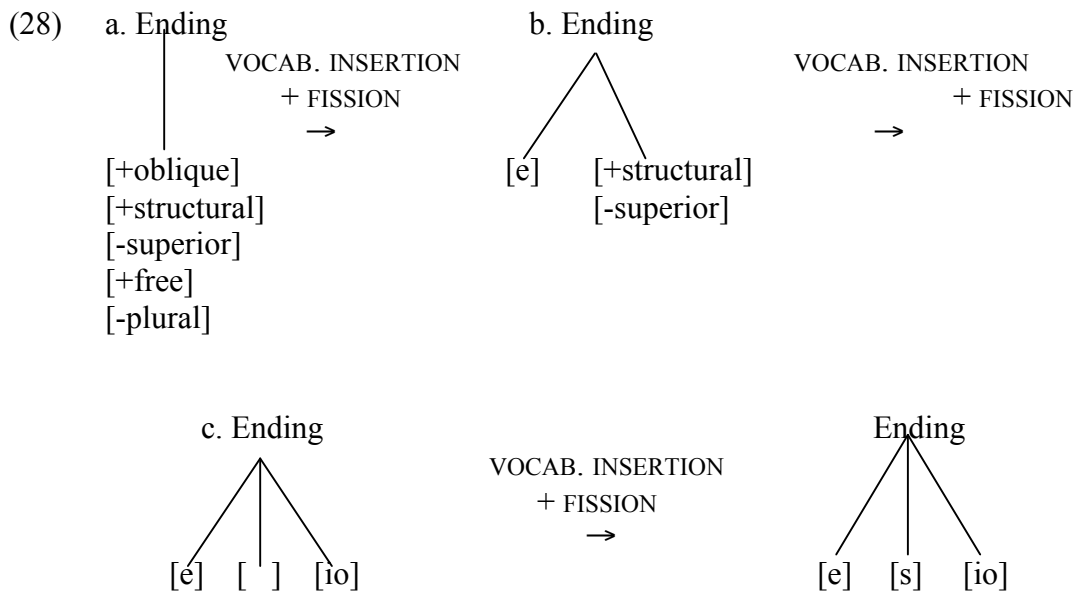 (28) a. Ending b. Ending
VOCAB. INSERTION VOCAB. INSERTION
+ FISSION + FISSION
→ →
[+oblique] [e] [+structural]
[+structural] [-superior]
[-superior]
[+free]
[-plural]
c. Ending Ending
VOCAB. INSERTION
+ FISSION
→
[e] [ ] [io] [e] [s] [io]